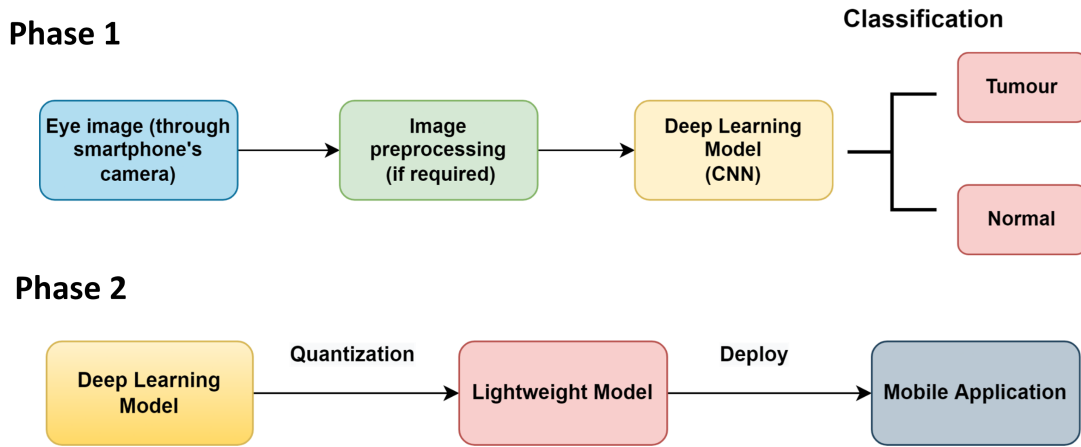 Phase 1
Classification
Eye image (through
smartphone's
camera)
Image
preprocessing
(if required)
Deep Learning
Model
(CNN)
Tumour
Normal
Phase 2
Deep Learning
Model
Quantization
Lightweight Model
Deploy
Mobile Application